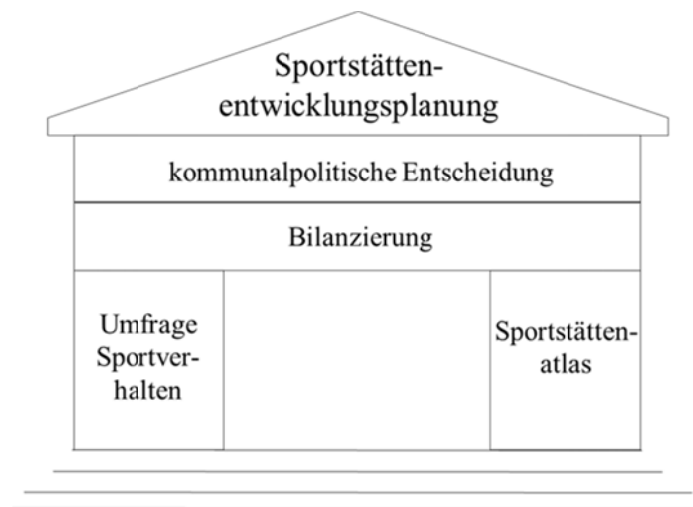 Sportstätten-
entwicklungsplanung
kommunalpolitische Entscheidung
Bilanzierung
Umfrage
Sportver-
halten
Sportstätten-
atlas